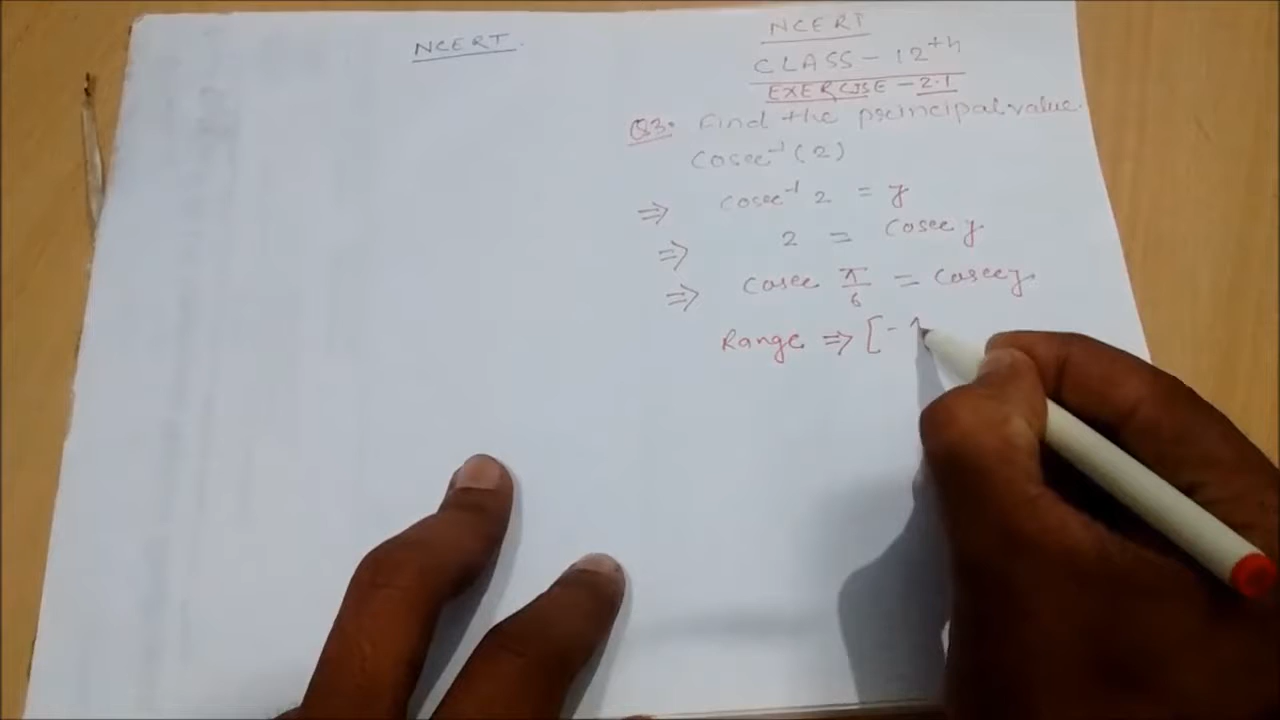 NCERT.
NCERT
CLASS - 12th
EXERCISE - 2.1
Q3. Find the principal value.
Cosec⁻¹(2)
⇒ cosec⁻¹ 2 = y
⇒ 2 = cosec y
⇒ cosec π/6 = cosec y
Range ⇒ [-